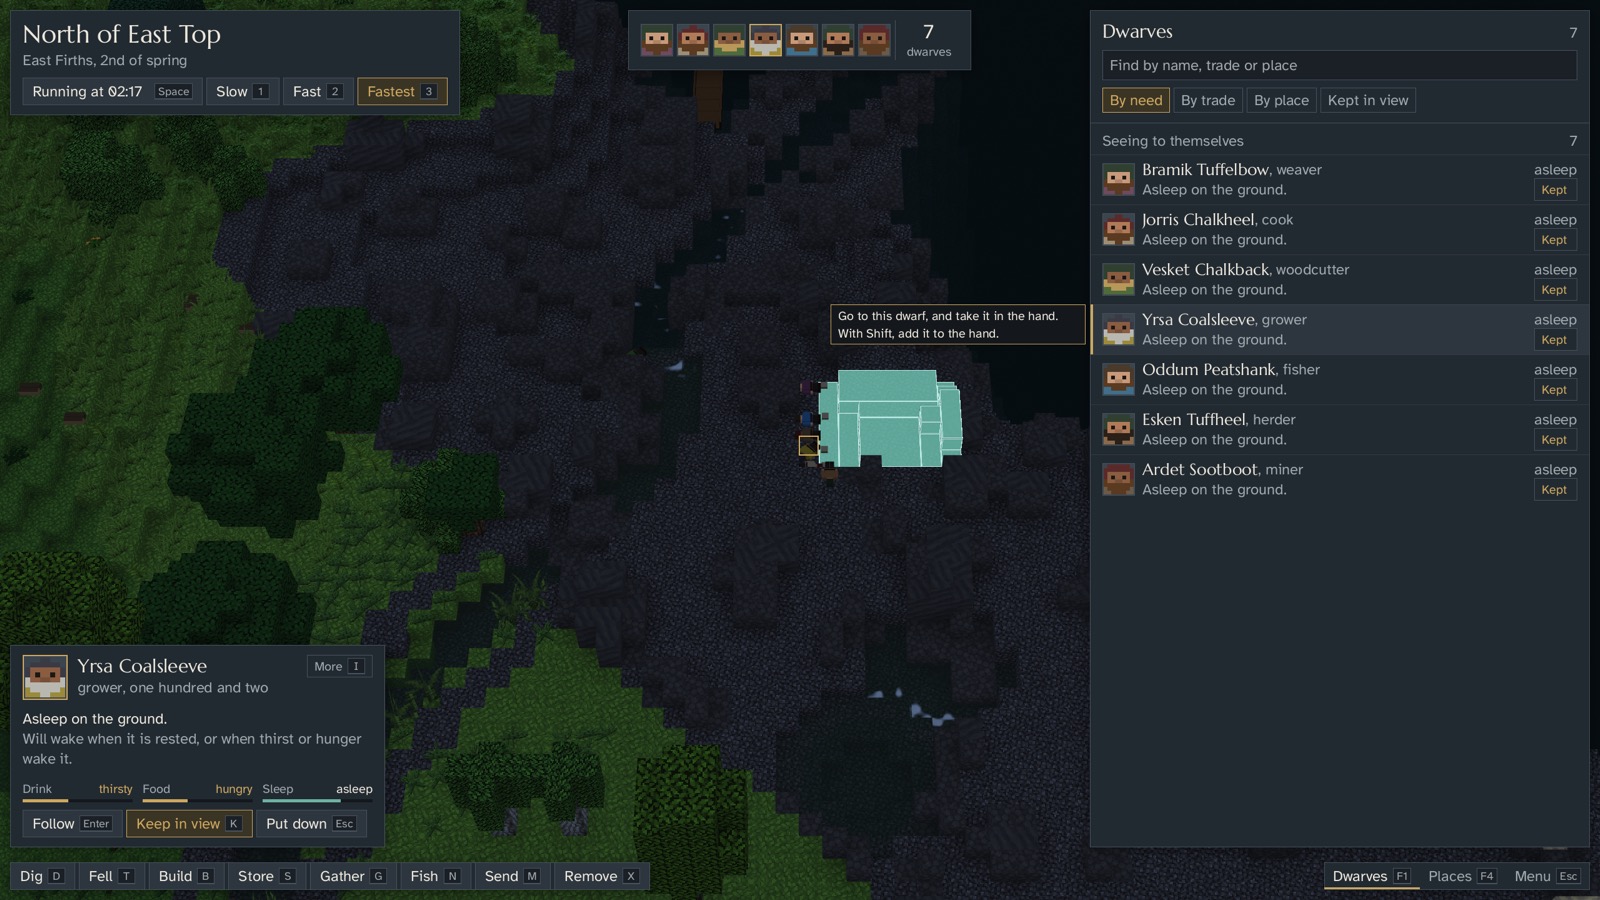 North of East Top
East Firths, 2nd of spring
Running at 02:17 Space
Slow 1
Fast 2
Fastest 3
7
dwarves
Dwarves 7
Find by name, trade or place
By need
By trade
By place
Kept in view
Seeing to themselves 7
Bramik Tuffelbow, weaver asleep
Asleep on the ground. Kept
Jorris Chalkheel, cook asleep
Asleep on the ground. Kept
Vesket Chalkback, woodcutter asleep
Asleep on the ground. Kept
Yrsa Coalsleeve, grower asleep
Asleep on the ground. Kept
Oddum Peatshank, fisher asleep
Asleep on the ground. Kept
Esken Tuffheel, herder asleep
Asleep on the ground. Kept
Ardet Sootboot, miner asleep
Asleep on the ground. Kept
Go to this dwarf, and take it in the hand.
With Shift, add it to the hand.
Yrsa Coalsleeve
More I
grower, one hundred and two
Asleep on the ground.
Will wake when it is rested, or when thirst or hunger
wake it.
Drink thirsty
Food hungry
Sleep asleep
Follow Enter
Keep in view K
Put down Esc
Dig D
Fell T
Build B
Store S
Gather G
Fish N
Send M
Remove X
Dwarves F1
Places F4
Menu Esc